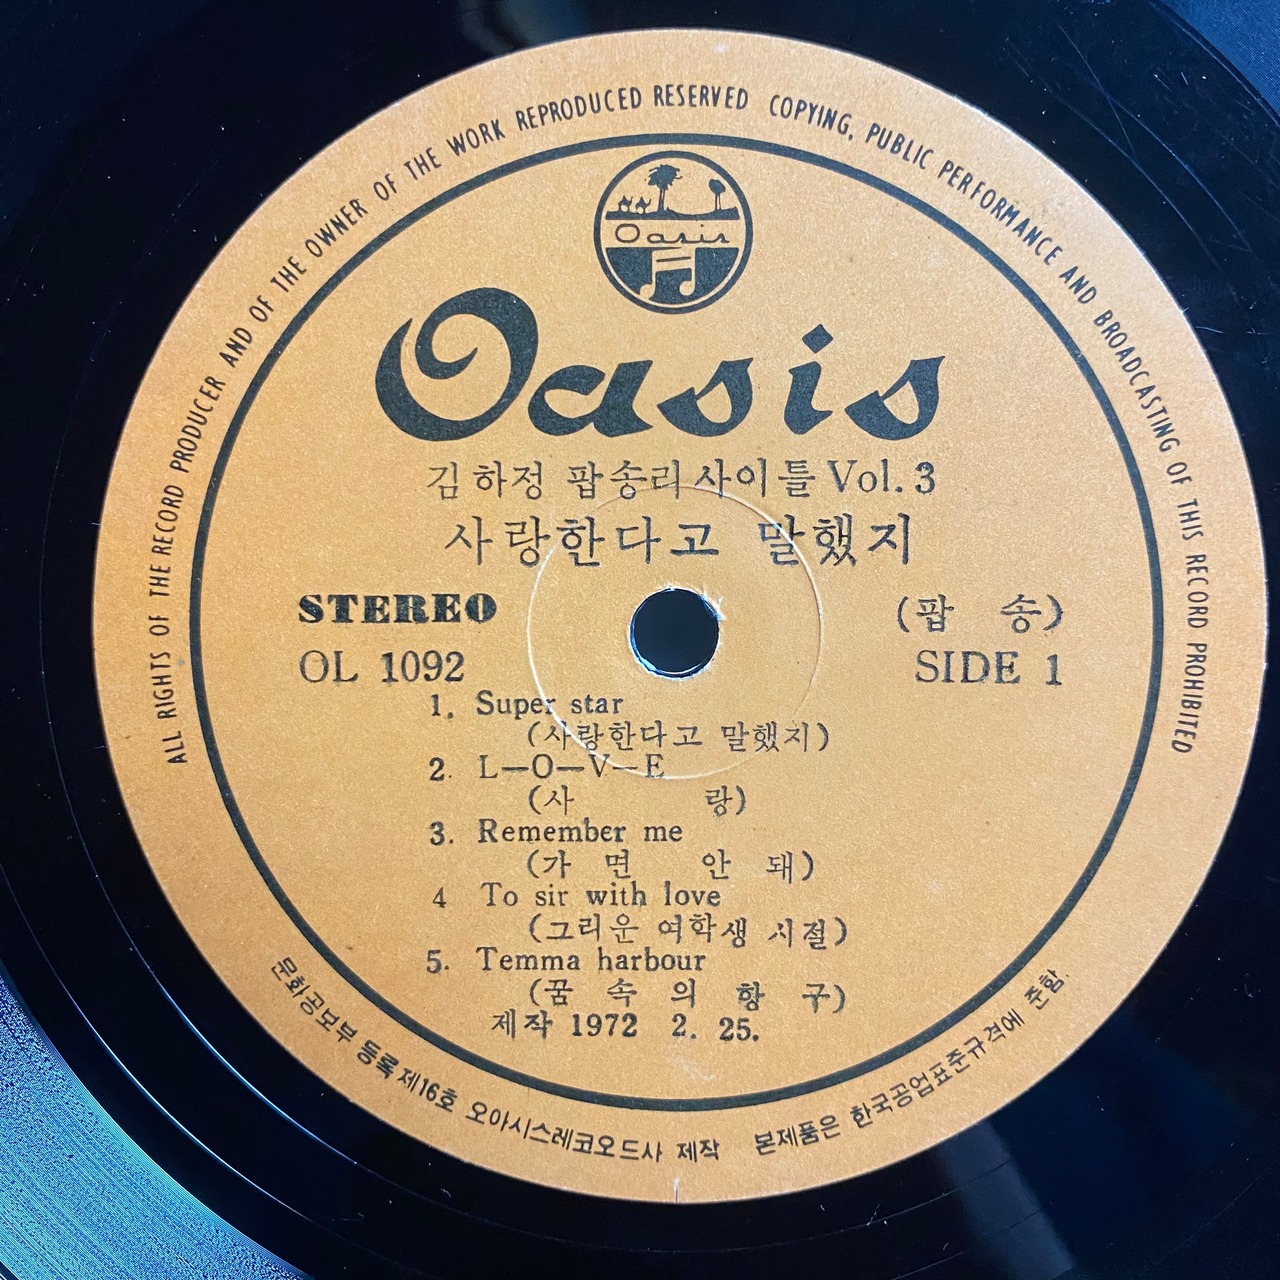 ALL RIGHTS OF THE RECORD PRODUCER AND OF THE OWNER OF THE WORK REPRODUCED RESERVED COPYING, PUBLIC PERFORMANCE AND BROADCASTING OF THIS RECORD PROHIBITED
Oasis
Oasis
김하정 팝송리사이틀 Vol. 3
사랑한다고 말했지
STEREO (팝 송)
OL 1092 SIDE 1
1. Super star
(사랑한다고 말했지)
2. L—O—V—E
(사 랑)
3. Remember me
(가 면 안 돼)
4 To sir with love
(그리운 여학생 시절)
5. Temma harbour
(꿈 속 의 항 구)
제작 1972 2. 25.
문화공보부 등록 제16호 오아시스레코오드사 제작 본제품은 한국공업표준규격에 준함.